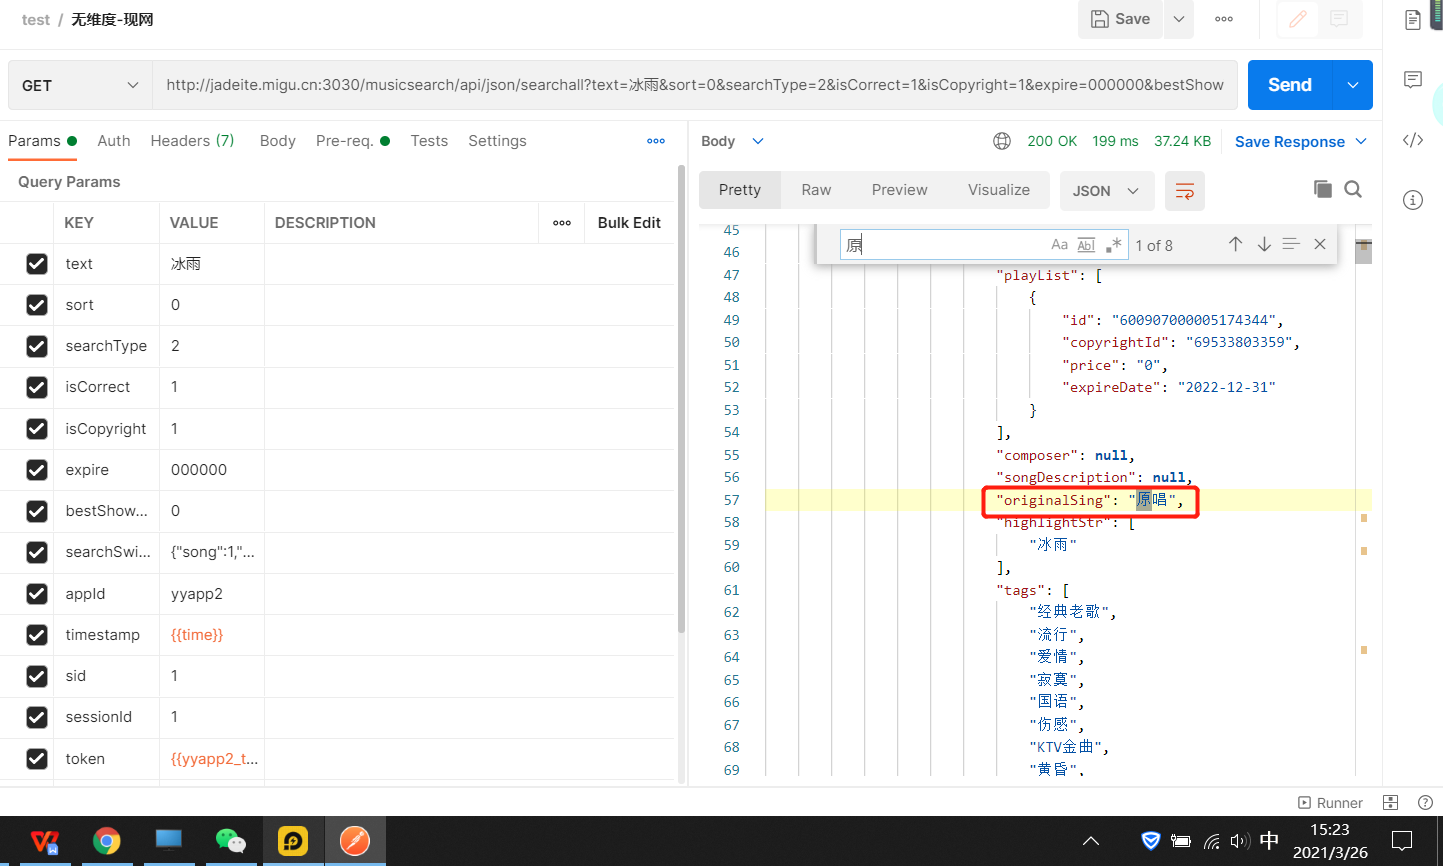 test / 无维度-现网
Save
GET
http://jadeite.migu.cn:3030/musicsearch/api/json/searchall?text=冰雨&sort=0&searchType=2&isCorrect=1&isCopyright=1&expire=000000&bestShow
Send
Params Auth Headers (7) Body Pre-req. Tests Settings
Query Params
KEY VALUE DESCRIPTION Bulk Edit
text 冰雨
sort 0
searchType 2
isCorrect 1
isCopyright 1
expire 000000
bestShow... 0
searchSwi... {"song":1,"...
appId yyapp2
timestamp {{time}}
sid 1
sessionId 1
token {{yyapp2_t...
Body 200 OK 199 ms 37.24 KB Save Response
Pretty Raw Preview Visualize JSON
原 Aa Abl .* 1 of 8
45
46
47 "playList": [
48 {
49 "id": "600907000005174344",
50 "copyrightId": "69533803359",
51 "price": "0",
52 "expireDate": "2022-12-31"
53 }
54 ],
55 "composer": null,
56 "songDescription": null,
57 "originalSing": "原唱",
58 "highlightStr": [
59 "冰雨"
60 ],
61 "tags": [
62 "经典老歌",
63 "流行",
64 "爱情",
65 "寂寞",
66 "国语",
67 "伤感",
68 "KTV金曲",
69 "黄昏",
Runner
中
15:23
2021/3/26